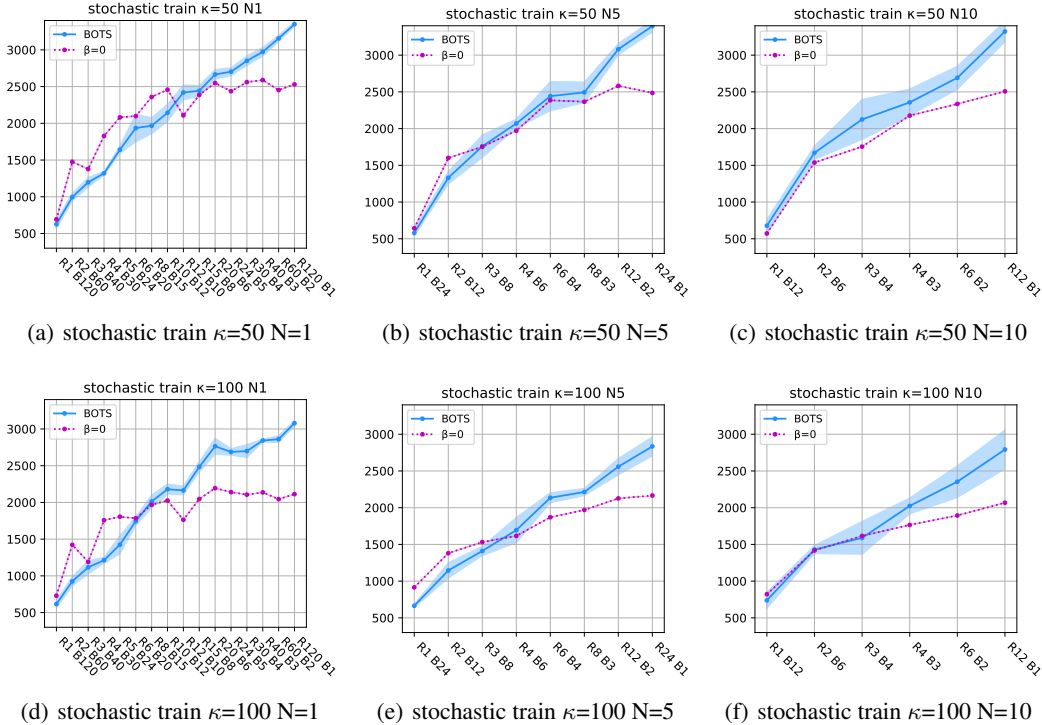 stochastic train κ=50 N1
BOTS
β=0
3000
2500
2000
1500
1000
500
R1 B120
R2 B60
R3 B40
R4 B30
R5 B24
R6 B20
R8 B15
R10 B12
R12 B10
R15 B8
R20 B6
R24 B5
R30 B4
R40 B3
R60 B2
R120 B1
(a) stochastic train κ=50 N=1
stochastic train κ=50 N5
BOTS
β=0
3000
2500
2000
1500
1000
500
R1 B24
R2 B12
R3 B8
R4 B6
R6 B4
R8 B3
R12 B2
R24 B1
(b) stochastic train κ=50 N=5
stochastic train κ=50 N10
BOTS
β=0
3000
2500
2000
1500
1000
500
R1 B12
R2 B6
R3 B4
R4 B3
R6 B2
R12 B1
(c) stochastic train κ=50 N=10
stochastic train κ=100 N1
BOTS
β=0
3000
2500
2000
1500
1000
500
R1 B120
R2 B60
R3 B40
R4 B30
R5 B24
R6 B20
R8 B15
R10 B12
R12 B10
R15 B8
R20 B6
R24 B5
R30 B4
R40 B3
R60 B2
R120 B1
(d) stochastic train κ=100 N=1
stochastic train κ=100 N5
BOTS
β=0
3000
2500
2000
1500
1000
500
R1 B24
R2 B12
R3 B8
R4 B6
R6 B4
R8 B3
R12 B2
R24 B1
(e) stochastic train κ=100 N=5
stochastic train κ=100 N10
BOTS
β=0
3000
2500
2000
1500
1000
500
R1 B12
R2 B6
R3 B4
R4 B3
R6 B2
R12 B1
(f) stochastic train κ=100 N=10